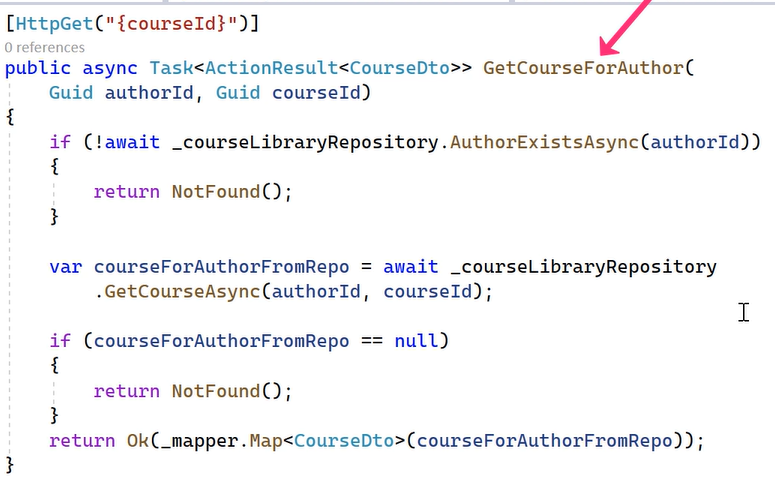 [HttpGet("{courseId}")]
0 references
public async Task<ActionResult<CourseDto>> GetCourseForAuthor(
    Guid authorId, Guid courseId)
{
    if (!await _courseLibraryRepository.AuthorExistsAsync(authorId))
    {
        return NotFound();
    }

    var courseForAuthorFromRepo = await _courseLibraryRepository
        .GetCourseAsync(authorId, courseId);

    if (courseForAuthorFromRepo == null)
    {
        return NotFound();
    }
    return Ok(_mapper.Map<CourseDto>(courseForAuthorFromRepo));
}